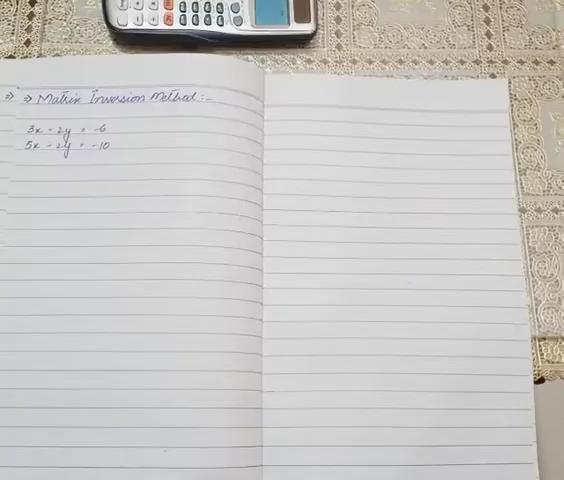 ⇒ ⇒ Matrix Inversion Method:-
3x - 2y = -6
5x - 2y = -10